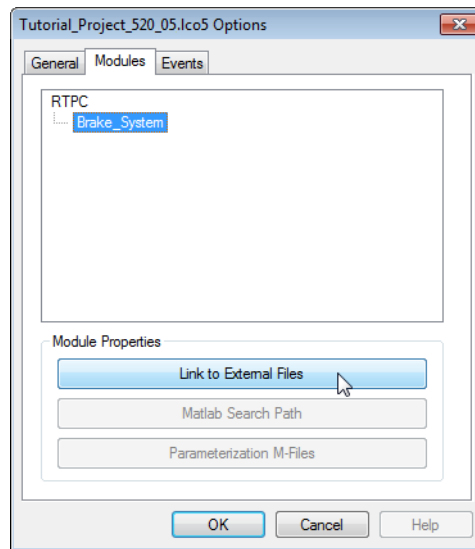 Tutorial_Project_520_05.lco5 Options
General Modules Events
RTPC
Brake_System
Module Properties
Link to External Files
Matlab Search Path
Parameterization M-Files
OK Cancel Help